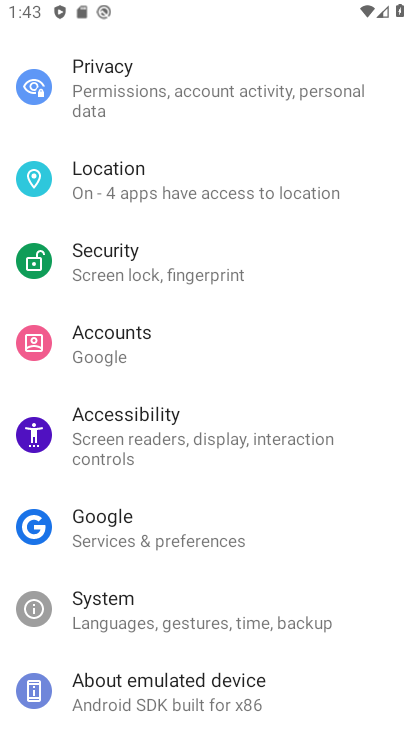 1:43
Privacy
Permissions, account activity, personal
data
Location
On - 4 apps have access to location
Security
Screen lock, fingerprint
Accounts
Google
Accessibility
Screen readers, display, interaction
controls
Google
Services & preferences
System
Languages, gestures, time, backup
About emulated device
Android SDK built for x86